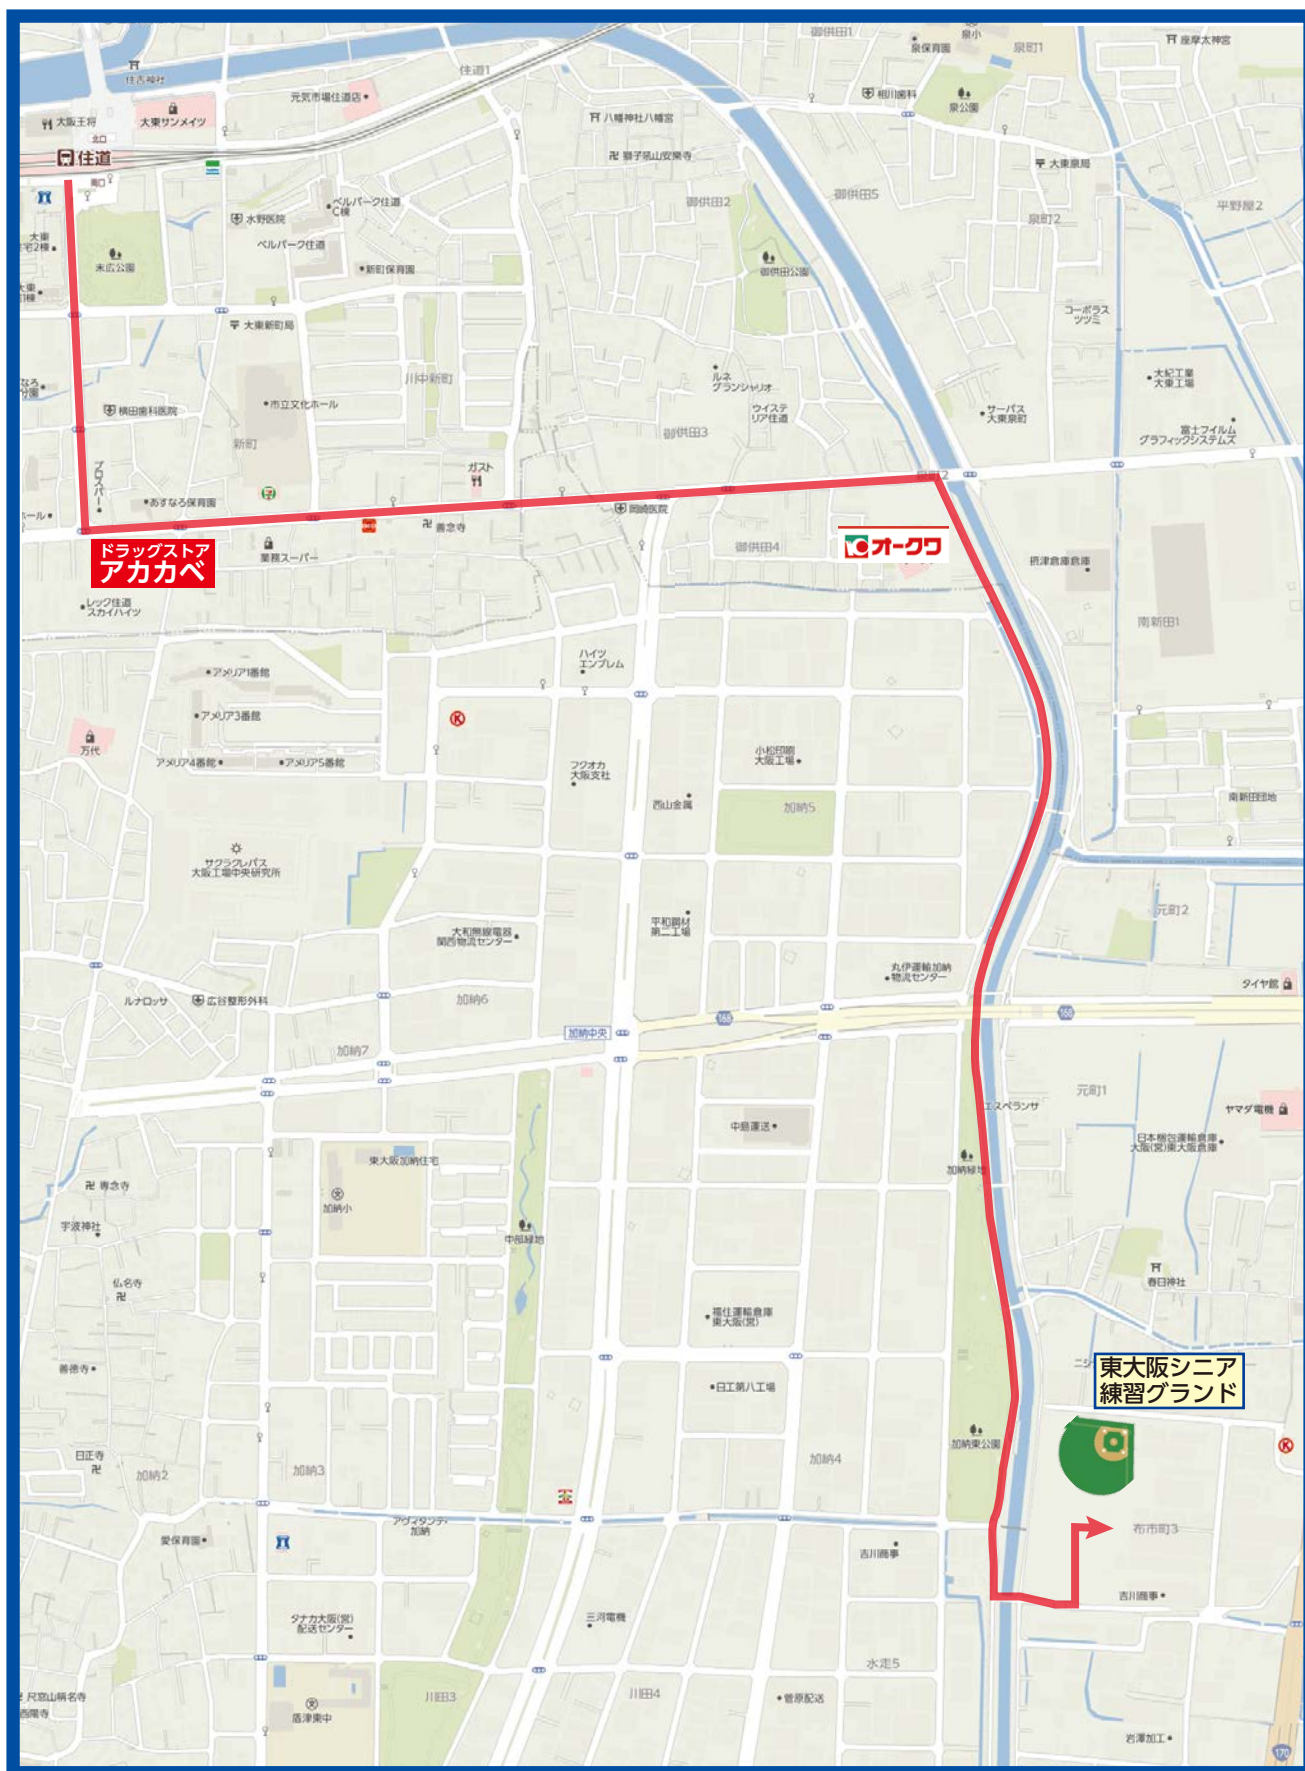 御供田1
泉小
泉保育園
泉町1
座摩太神宮
住吉神社
住道1
元気市場住道店
相川歯科
泉公園
大阪王将
大東サンメイツ
八幡神社八幡宮
北口
住道
南口
獅子吼山安樂寺
大東泉局
御供田5
御供田2
泉町2
平野屋2
水野医院
ベルパーク住道
C棟
ベルパーク住道
末広公園
新町保育園
御供田公園
大東新町局
コーポラス
ツツミ
川中新町
ルネ
グランシャリオ
大紀工業
大東工場
横田歯科医院
市立文化ホール
ウイステ
リア住道
サーパス
大東泉町
新町
御供田3
富士フイルム
グラフィックシステムズ
プロスパー
ガスト
泉町2
あすなろ保育園
岡崎医院
善念寺
ドラッグストア
アカカベ
業務スーパー
御供田4
オークワ
摂津倉庫倉庫
レック住道
スカイハイツ
南新田1
アメリア1番館
ハイツ
エンブレム
アメリア3番館
万代
アメリア4番館
アメリア5番館
フクオカ
大阪支社
小松印刷
大阪工場
西山金属
加納5
南新田団地
サクラクレパス
大阪工場中央研究所
大和無線電器
関西物流センター
平和鋼材
第二工場
元町2
丸伊運輸加納
物流センター
タイヤ館
ルナロッサ
広谷整形外科
加納6
加納中央
168
168
加納7
元町1
エスペランサ
ヤマダ電機
中島運送
日本梱包運輸倉庫
大阪(営)東大阪倉庫
東大阪加納住宅
加納小
加納緑地
専念寺
宇波神社
中部緑地
仏名寺
春日神社
福住運輸倉庫
東大阪(営)
善徳寺
日工第八工場
東大阪シニア
練習グランド
加納東公園
日正寺
加納2
加納3
加納4
アヴィタシテ・
加納
布市町3
愛保育園
吉川商事
吉川商事
タナカ大阪(営)
配送センター
三河電機
水走5
尺窓山稱名寺
盾津東中
川田3
川田4
菅原配送
岩澤加工
170